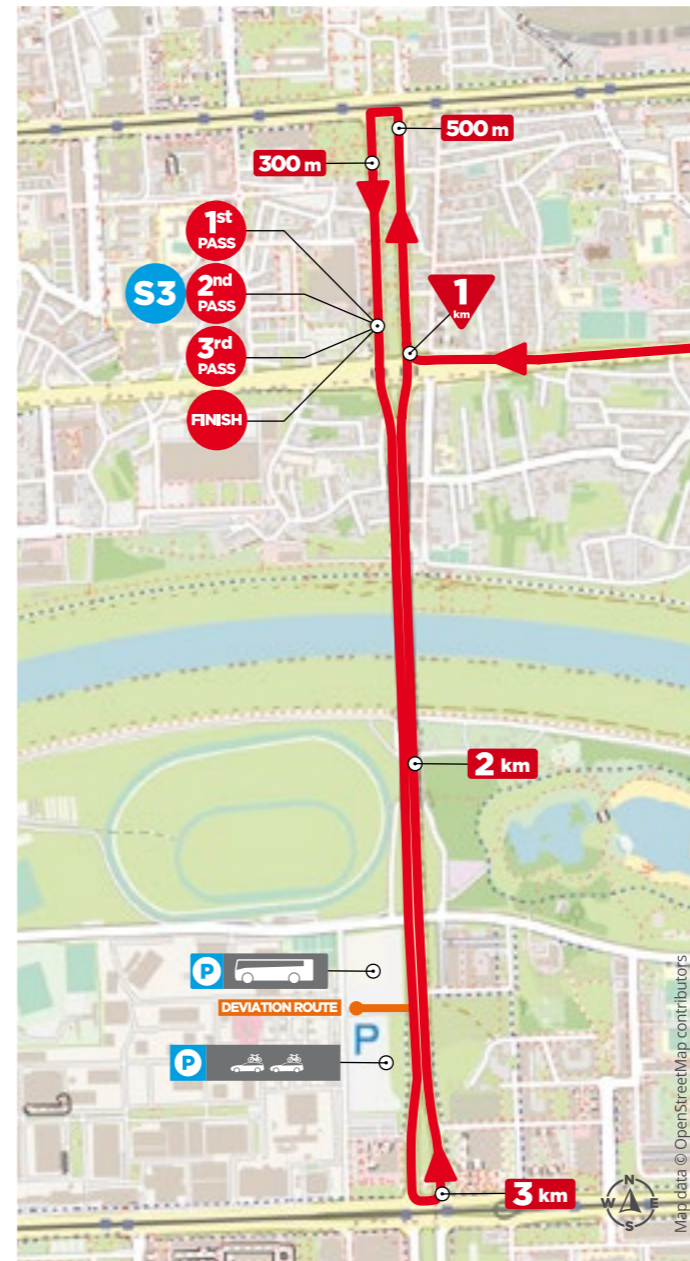 500 m
300 m
1st
PASS
S3
2nd
PASS
1
km
3rd
PASS
FINISH
2 km
P
DEVIATION ROUTE
P
P
3 km
N
W E
S
Map data © OpenStreetMap contributors